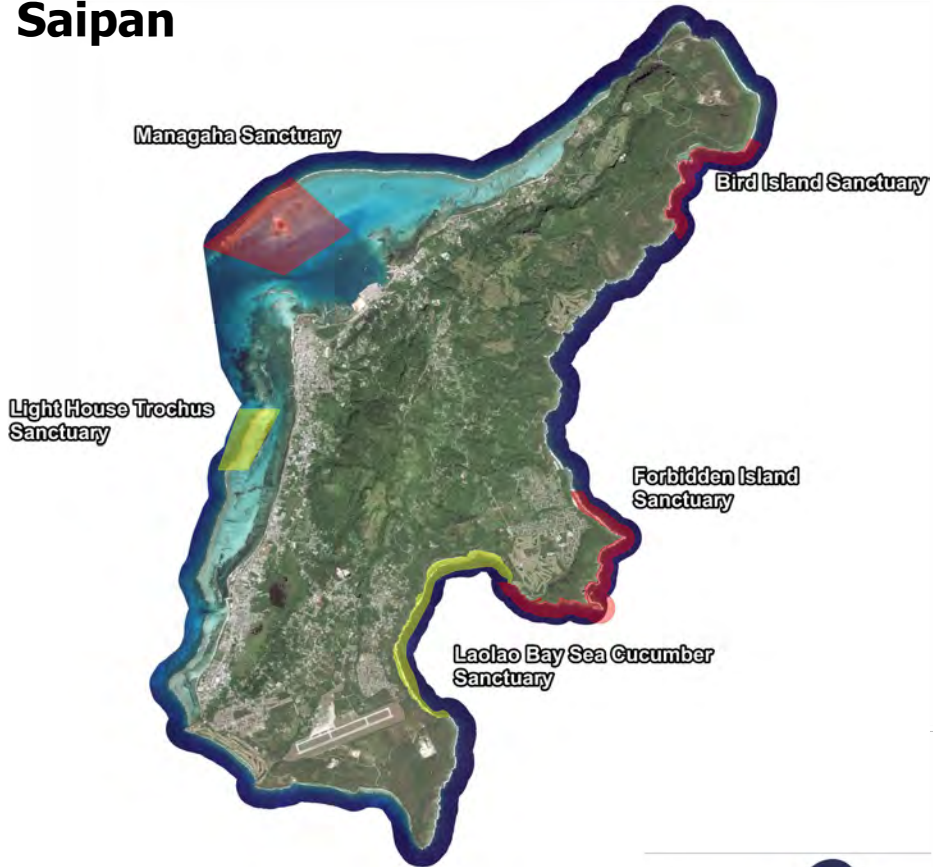 Saipan
Managaha Sanctuary
Bird Island Sanctuary
Light House Trochus
Sanctuary
Forbidden Island
Sanctuary
Laolao Bay Sea Cucumber
Sanctuary